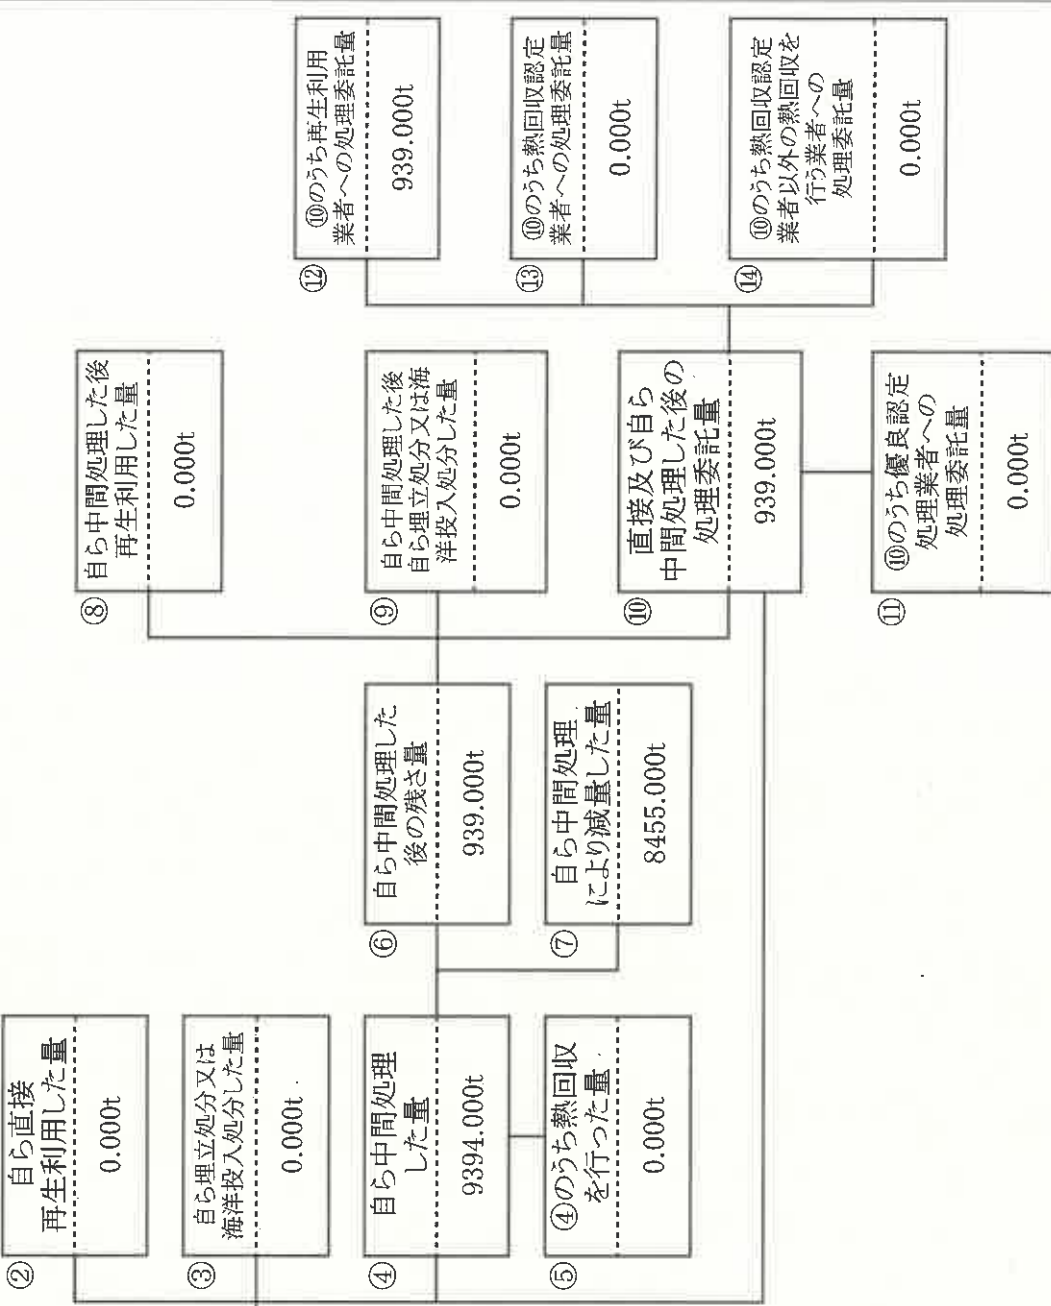 ②
自ら直接
再生利用した量
0.000t
③
自ら埋立処分又は
海洋投入処分した量
0.000t
④
自ら中間処理
した量
9394.000t
⑤
④のうち熱回収
を行った量
0.000t
⑥
自ら中間処理した
後の残さ量
939.000t
⑦
自ら中間処理
により減量した量
8455.000t
⑧
自ら中間処理した後
再生利用した量
0.000t
⑨
自ら中間処理した後
自ら埋立処分又は海
洋投入処分した量
0.000t
⑩
直接及び自ら
中間処理した後の
処理委託量
939.000t
⑪
⑩のうち優良認定
処理業者への
処理委託量
0.000t
⑫
⑩のうち再生利用
業者への処理委託量
939.000t
⑬
⑩のうち熱回収認定
業者への処理委託量
0.000t
⑭
⑩のうち熱回収認定
業者以外の熱回収を
行う業者への
処理委託量
0.000t